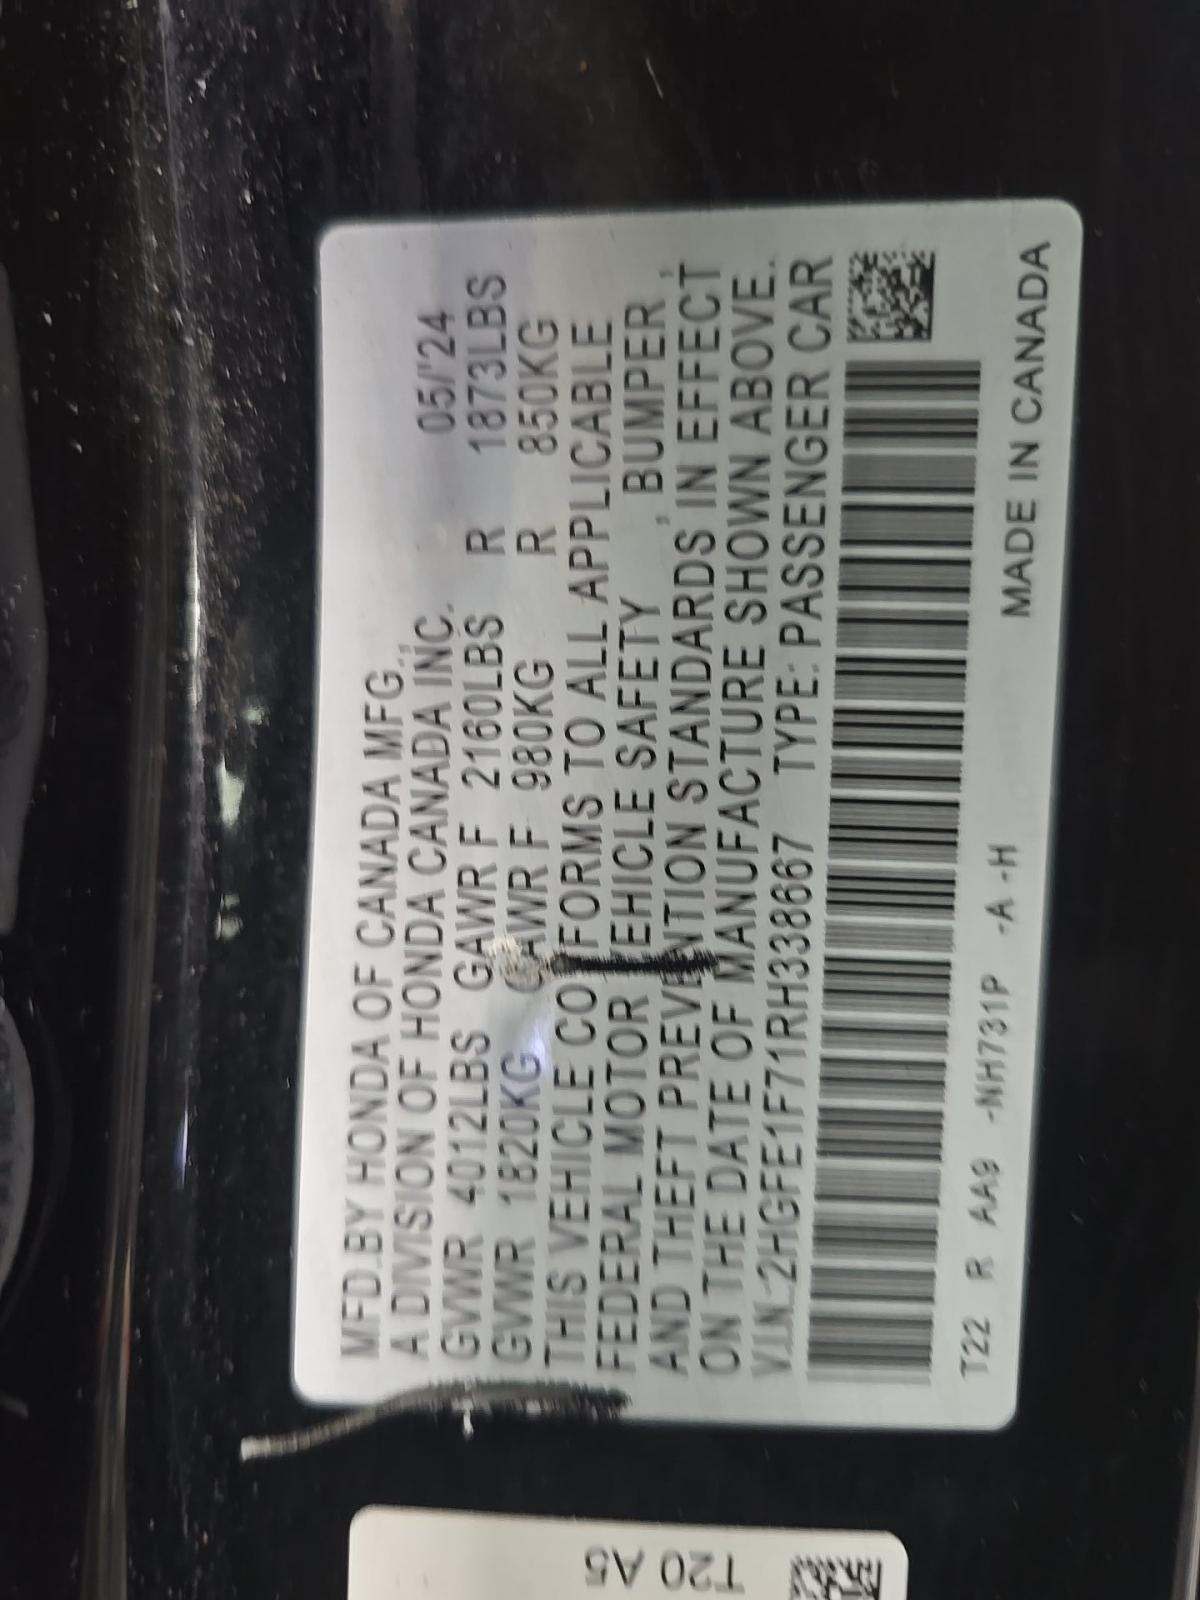 MFD.BY HONDA OF CANADA MFG.,
A DIVISION OF HONDA CANADA INC. 05/'24
GVWR 4012LBS GAWR F 2160LBS R 1873LBS
GVWR 1820KG GAWR F 980KG R 850KG
THIS VEHICLE CO FORMS TO ALL APPLICABLE
FEDERAL MOTOR EHICLE SAFETY , BUMPER ,
AND THEFT PREVENTION STANDARDS IN EFFECT
ON THE DATE OF MANUFACTURE SHOWN ABOVE.
V.I.N.:2HGFE1F71RH338667 TYPE: PASSENGER CAR
T22 R AA9 -NH731P -A -H MADE IN CANADA
T20 A5